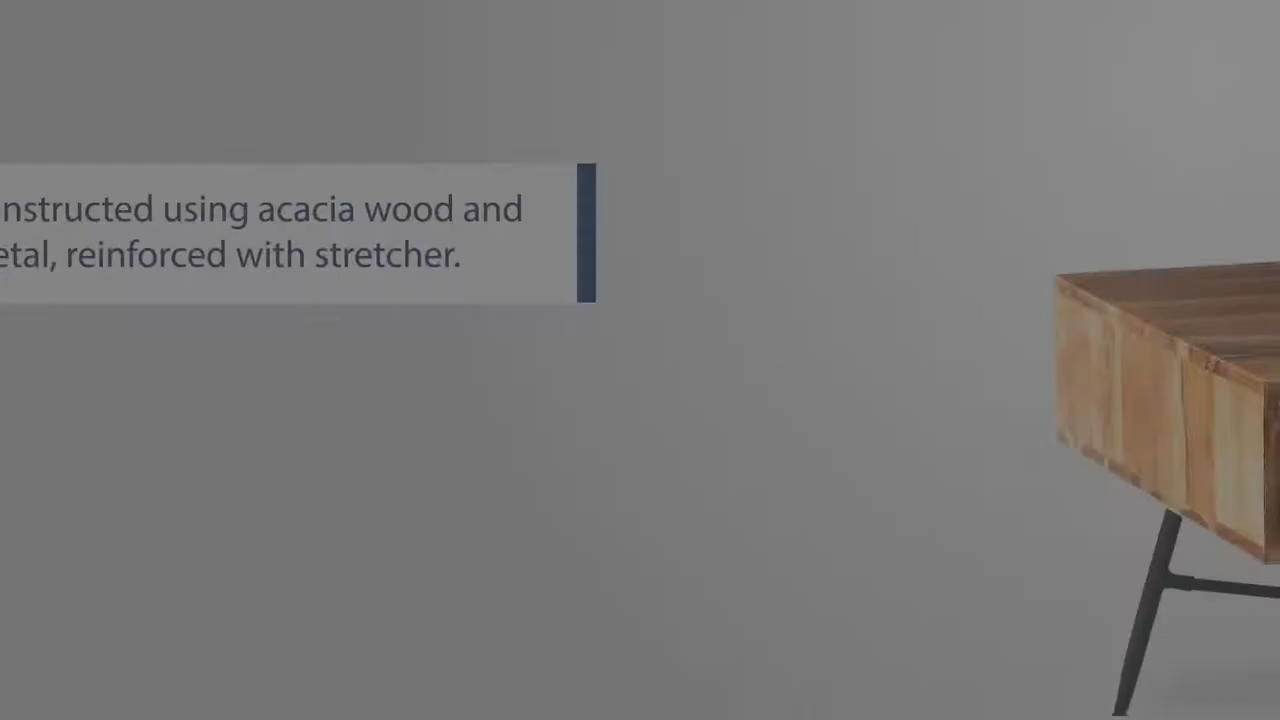 nstructed using acacia wood and
etal, reinforced with stretcher.